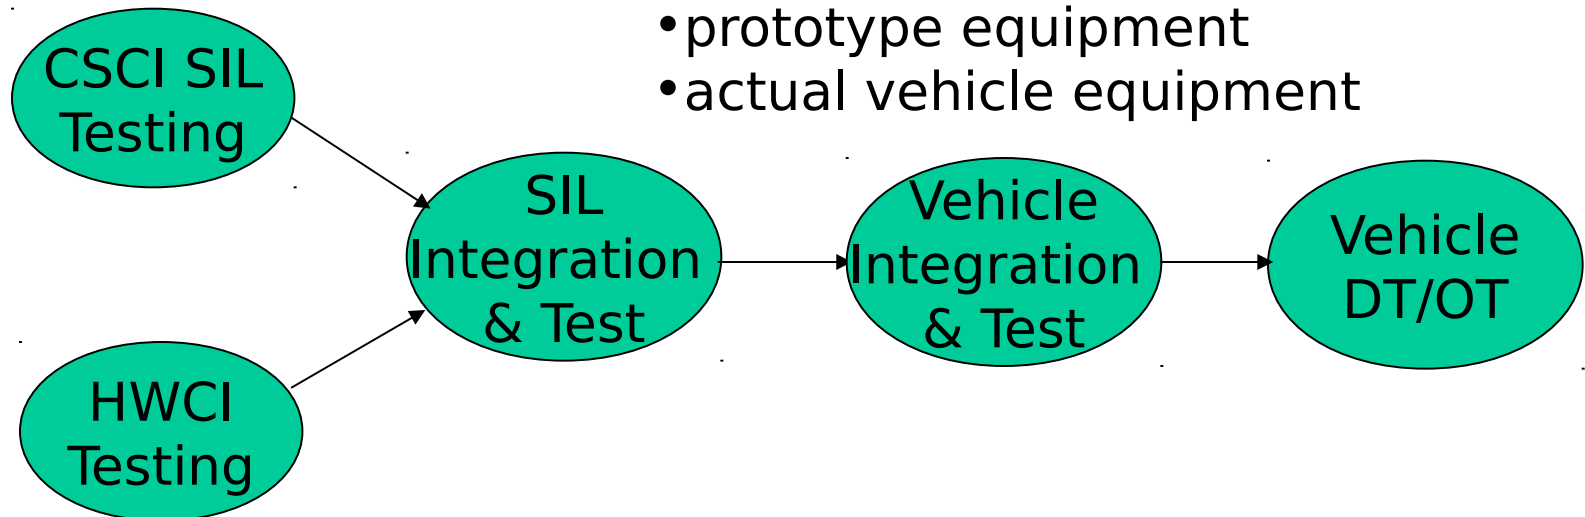 •prototype equipment
•actual vehicle equipment
CSCI SIL
Testing
SIL
Integration
& Test
Vehicle
Integration
& Test
Vehicle
DT/OT
HWCI
Testing